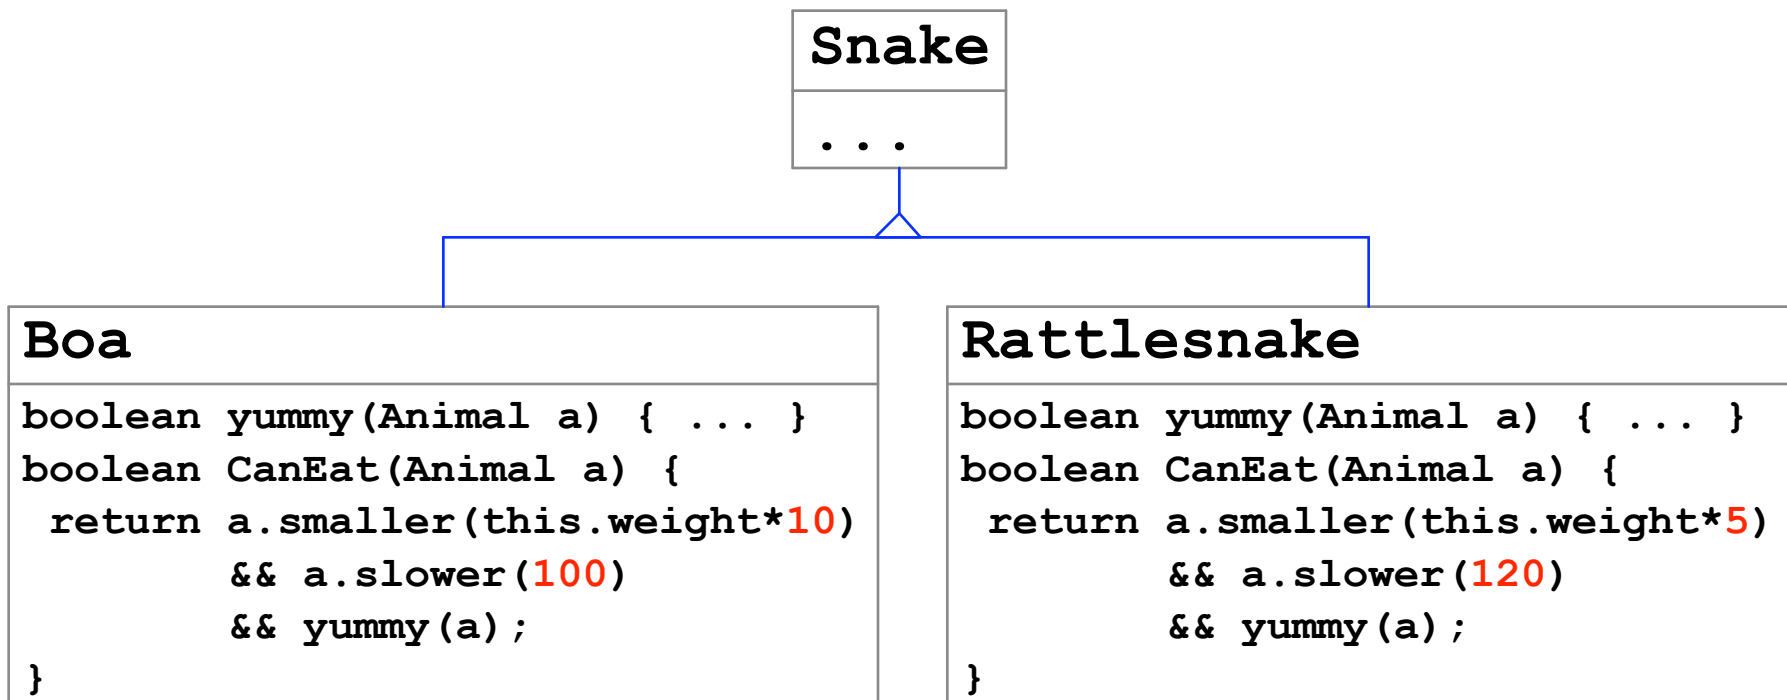 Snake
...
Boa
boolean yummy(Animal a) { ... }
boolean CanEat(Animal a) {
return a.smaller(this.weight*10)
&& a.slower(100)
&& yummy(a);
}
Rattlesnake
boolean yummy(Animal a) { ... }
boolean CanEat(Animal a) {
return a.smaller(this.weight*5)
&& a.slower(120)
&& yummy(a);
}